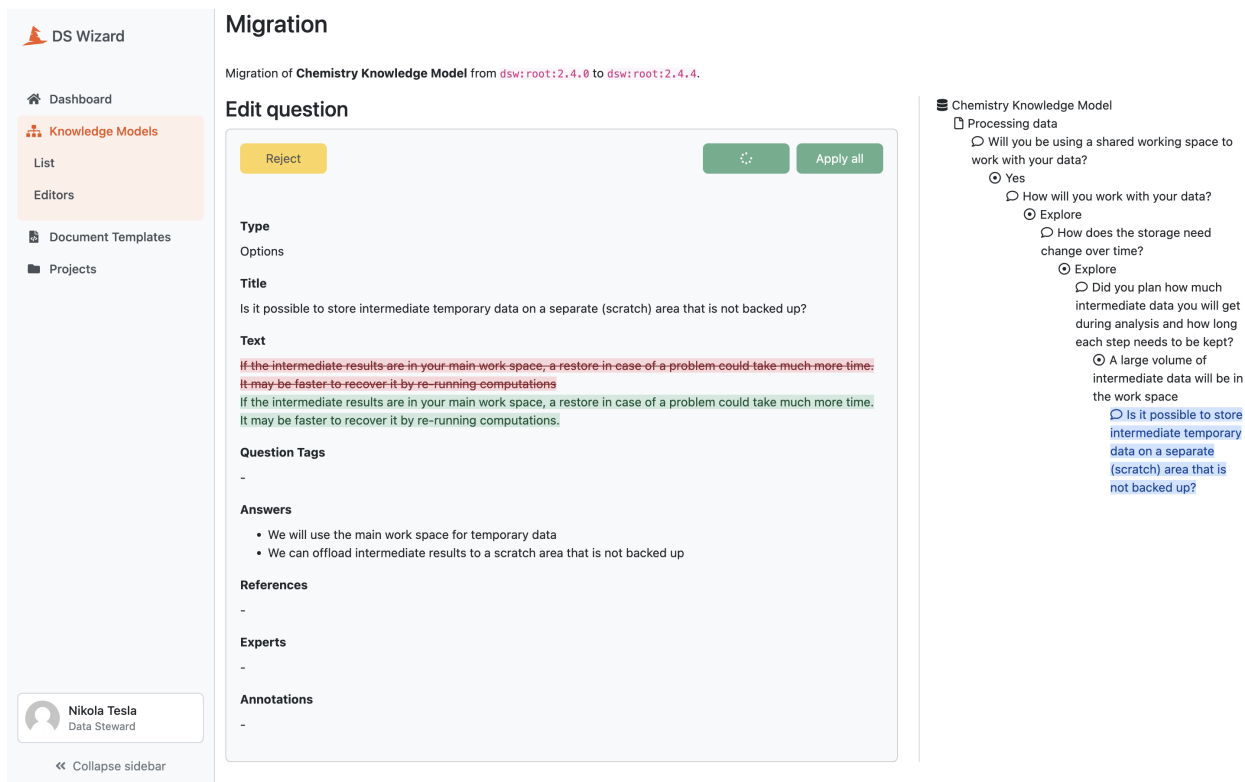 DS Wizard
Dashboard
Knowledge Models
List
Editors
Document Templates
Projects
Nikola Tesla
Data Steward
Collapse sidebar
Migration
Migration of Chemistry Knowledge Model from dsw:root:2.4.0 to dsw:root:2.4.4.
Edit question
Reject
Apply all
Type
Options
Title
Is it possible to store intermediate temporary data on a separate (scratch) area that is not backed up?
Text
If the intermediate results are in your main work space, a restore in case of a problem could take much more time.
It may be faster to recover it by re-running computations
If the intermediate results are in your main work space, a restore in case of a problem could take much more time.
It may be faster to recover it by re-running computations.
Question Tags
-
Answers
• We will use the main work space for temporary data
• We can offload intermediate results to a scratch area that is not backed up
References
-
Experts
-
Annotations
-
Chemistry Knowledge Model
Processing data
Will you be using a shared working space to
work with your data?
Yes
How will you work with your data?
Explore
How does the storage need
change over time?
Explore
Did you plan how much
intermediate data you will get
during analysis and how long
each step needs to be kept?
A large volume of
intermediate data will be in
the work space
Is it possible to store
intermediate temporary
data on a separate
(scratch) area that is
not backed up?